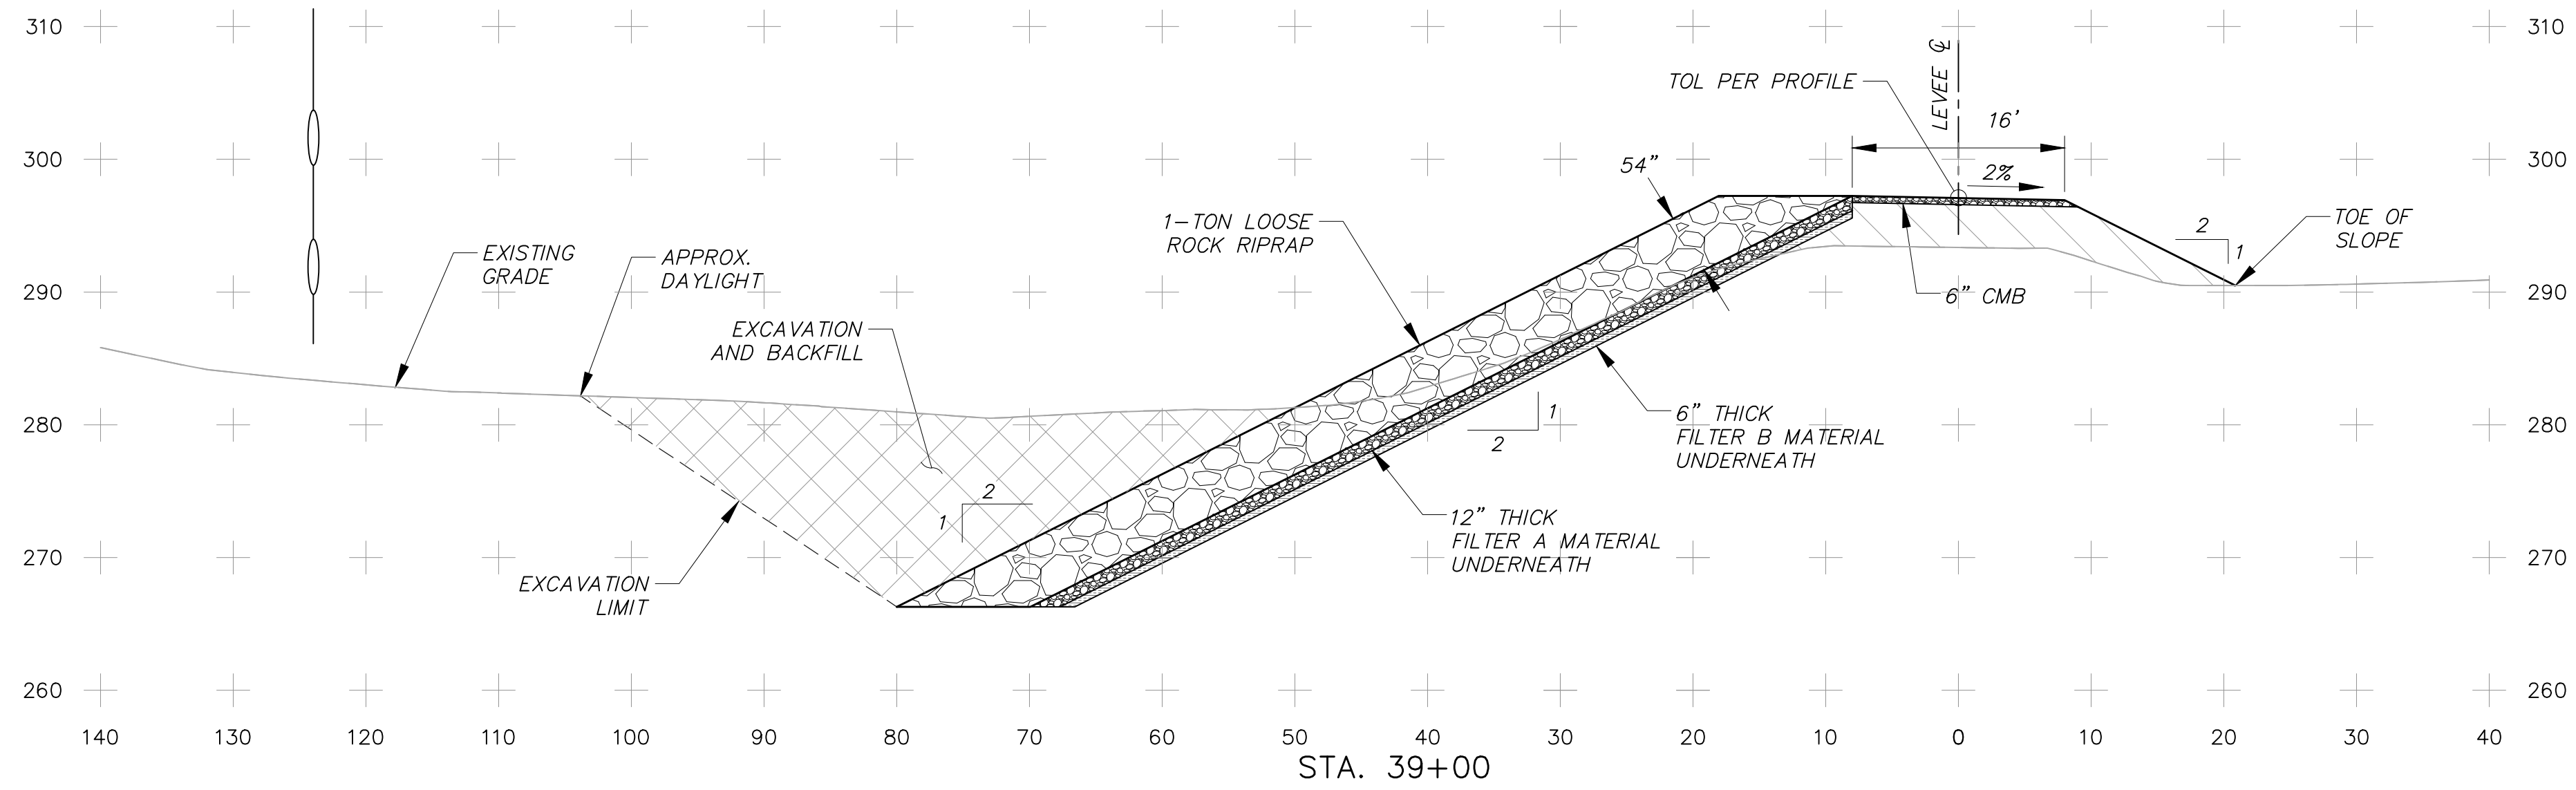 310
300
290
280
270
260
EXISTING
GRADE
APPROX.
DAYLIGHT
EXCAVATION
AND BACKFILL
EXCAVATION
LIMIT
2
1
1-TON LOOSE
ROCK RIPRAP
54"
TOL PER PROFILE
LEVEE ℄
16'
2%
2
1
TOE OF
SLOPE
6" CMB
1
2
6" THICK
FILTER B MATERIAL
UNDERNEATH
12" THICK
FILTER A MATERIAL
UNDERNEATH
310
300
290
280
270
260
140 130 120 110 100 90 80 70 60 50 40 30 20 10 0 10 20 30 40
STA. 39+00